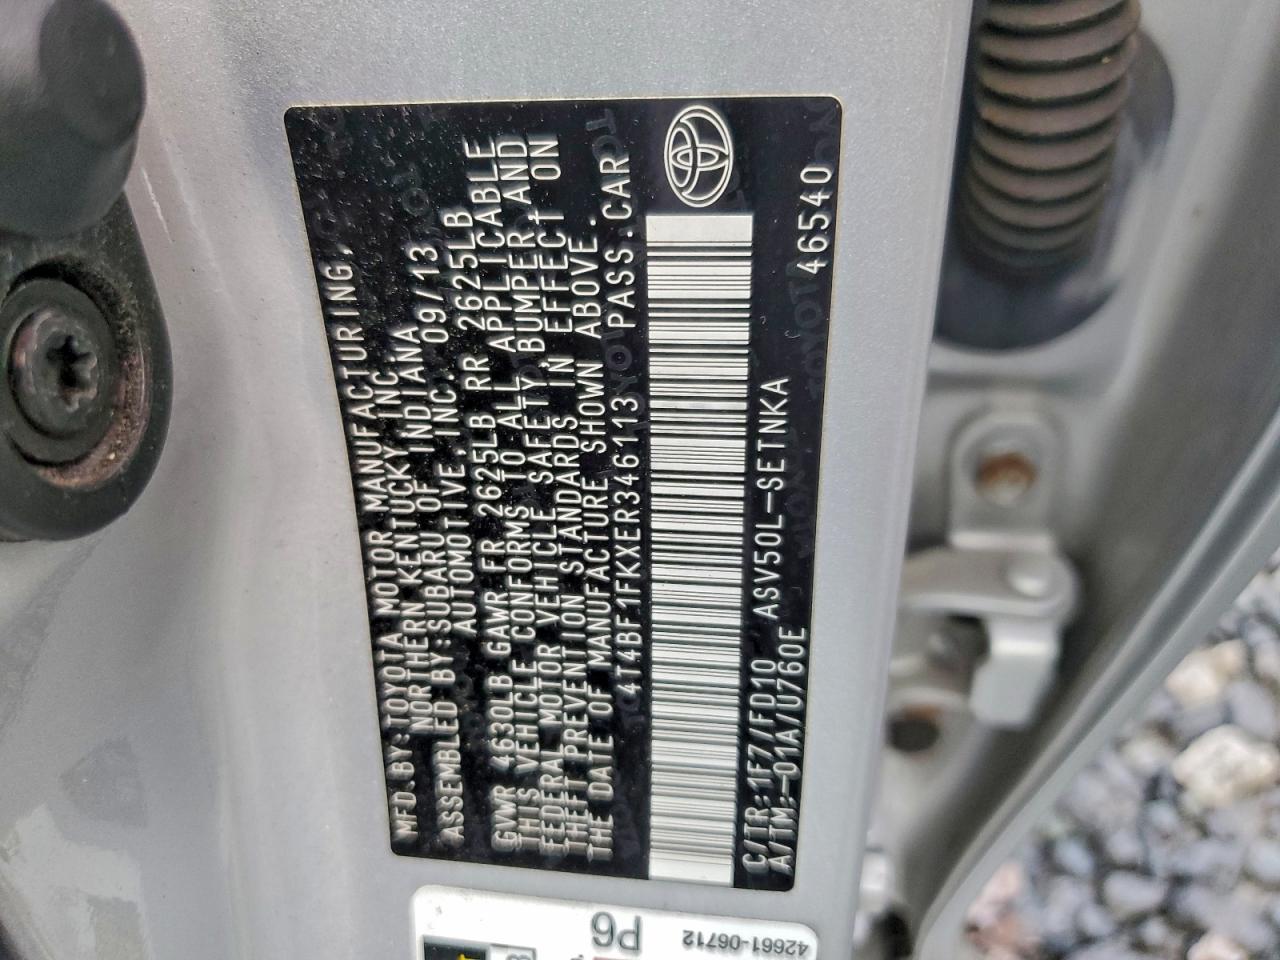 MFD.BY:TOYOTA MOTOR MANUFACTURING,
NORTHERN KENTUCKY,INC.
ASSEMBLED BY:SUBARU OF INDIANA
AUTOMOTIVE,INC. 09/13
GVWR 4630LB GAWR FR 2625LB RR 2625LB
THIS VEHICLE CONFORMS TO ALL APPLICABLE
FEDERAL MOTOR VEHICLE SAFETY,BUMPER,AND
THEFT PREVENTION STANDARDS IN EFFECT ON
THE DATE OF MANUFACTURE SHOWN ABOVE.
4T4BF1FKXER346113 PASS.CAR
C/TR:1F7/FD10 ASV50L-SETNKA
A/TM:-01A/U760E 46540
P6
42661-06712